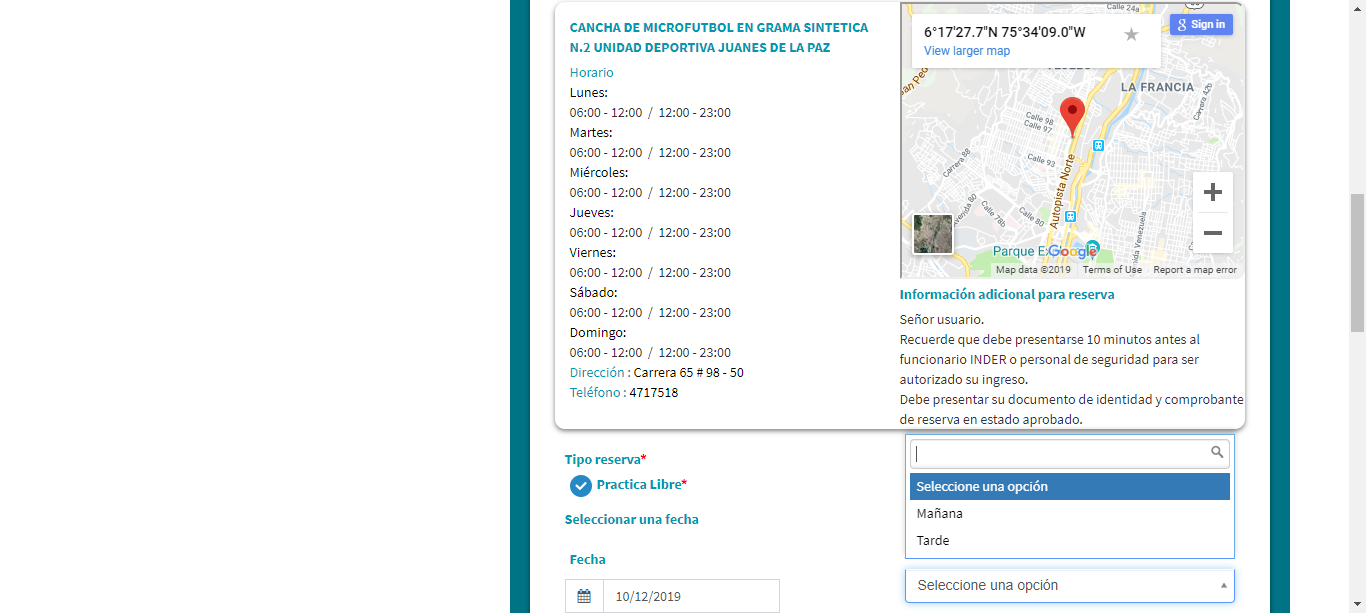 CANCHA DE MICROFUTBOL EN GRAMA SINTETICA
N.2 UNIDAD DEPORTIVA JUANES DE LA PAZ
Horario
Lunes:
06:00 - 12:00 / 12:00 - 23:00
Martes:
06:00 - 12:00 / 12:00 - 23:00
Miércoles:
06:00 - 12:00 / 12:00 - 23:00
Jueves:
06:00 - 12:00 / 12:00 - 23:00
Viernes:
06:00 - 12:00 / 12:00 - 23:00
Sábado:
06:00 - 12:00 / 12:00 - 23:00
Domingo:
06:00 - 12:00 / 12:00 - 23:00
Dirección : Carrera 65 # 98 - 50
Teléfono : 4717518
Calle 24a
6°17'27.7"N 75°34'09.0"W
View larger map
Sign in
LA FRANCIA
Carrera 42b
Calle 98
Calle 97
Calle 93
Carrera 88
Autopista Norte
Calle 78b
Calle 80
Parque E
Google
Map data ©2019 Terms of Use Report a map error
Información adicional para reserva
Señor usuario.
Recuerde que debe presentarse 10 minutos antes al
funcionario INDER o personal de seguridad para ser
autorizado su ingreso.
Debe presentar su documento de identidad y comprobante
de reserva en estado aprobado.
Tipo reserva*
Practica Libre*
Seleccionar una fecha
Fecha
10/12/2019
Seleccione una opción
Mañana
Tarde
Seleccione una opción